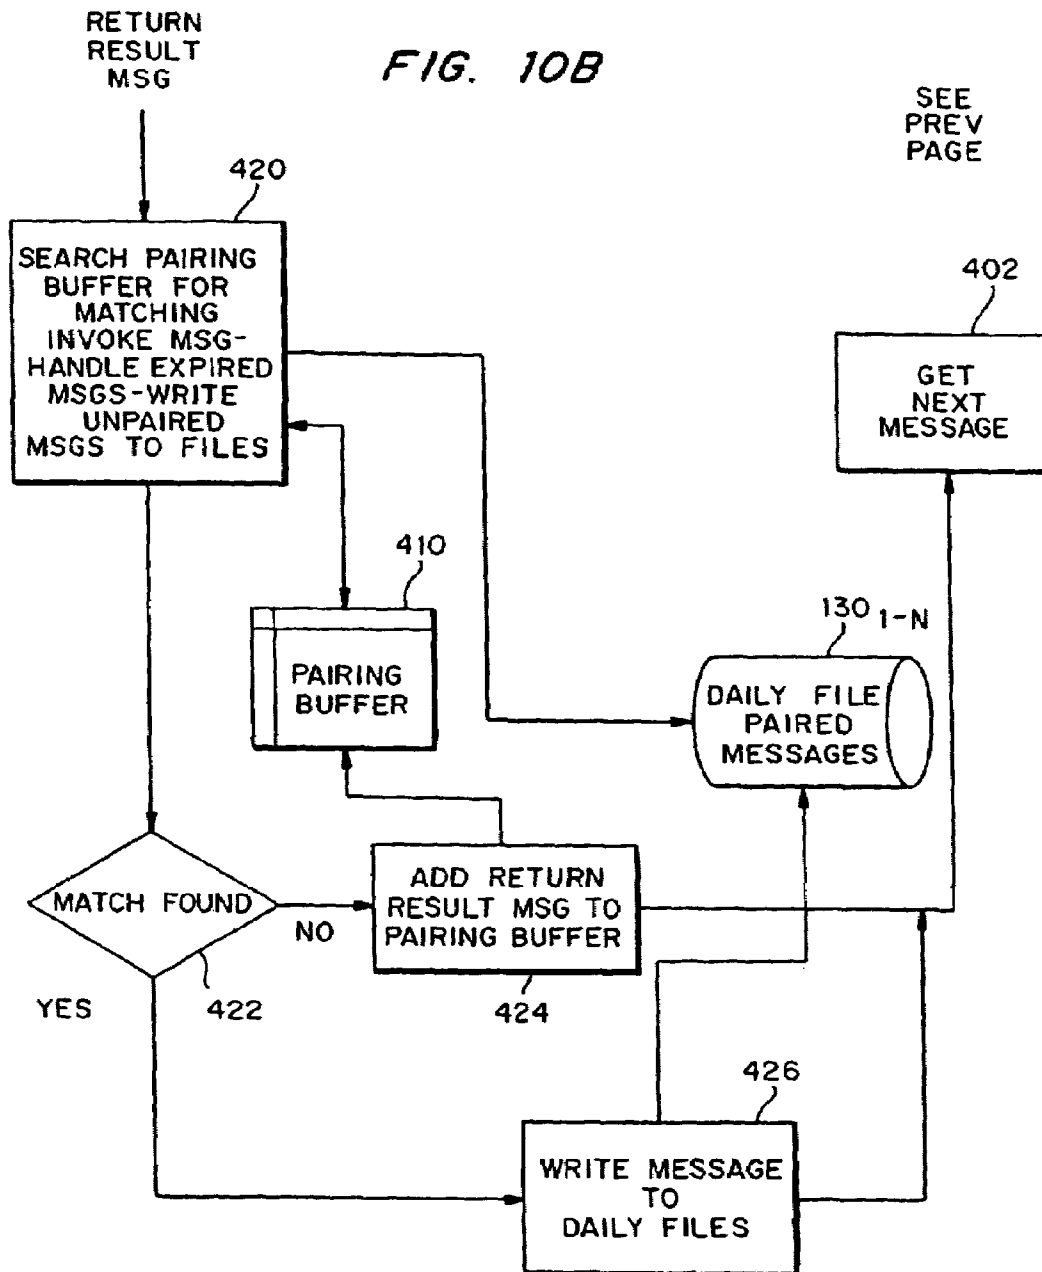 RETURN
RESULT
MSG
FIG. 10B
SEE
PREV
PAGE
420
SEARCH PAIRING
BUFFER FOR
MATCHING
INVOKE MSG-
HANDLE EXPIRED
MSGS-WRITE
UNPAIRED
MSGS TO FILES
402
GET
NEXT
MESSAGE
410
PAIRING
BUFFER
130 1-N
DAILY FILE
PAIRED
MESSAGES
MATCH FOUND
NO
YES
422
ADD RETURN
RESULT MSG TO
PAIRING BUFFER
424
426
WRITE MESSAGE
TO
DAILY FILES